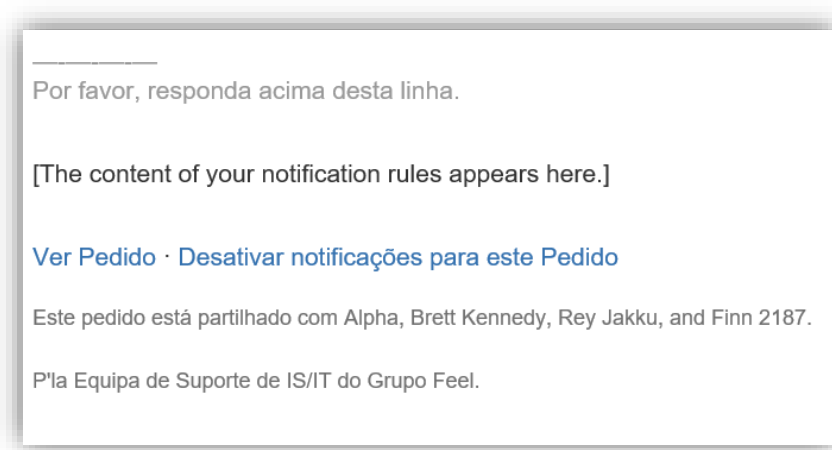 —-—-—-—
Por favor, responda acima desta linha.
[The content of your notification rules appears here.]
Ver Pedido · Desativar notificações para este Pedido
Este pedido está partilhado com Alpha, Brett Kennedy, Rey Jakku, and Finn 2187.
P'la Equipa de Suporte de IS/IT do Grupo Feel.